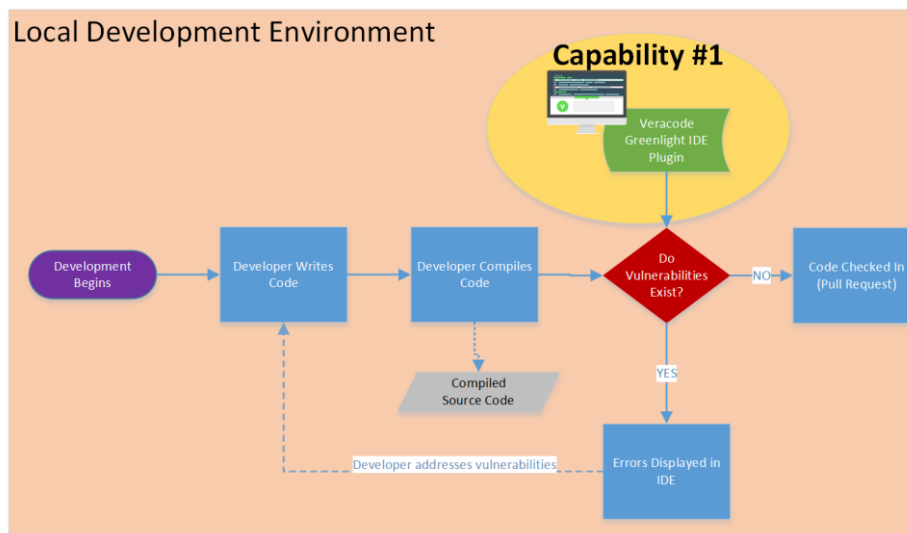 Local Development Environment
Capability #1
V
Veracode
Greenlight IDE
Plugin
Development
Begins
Developer Writes
Code
Developer Compiles
Code
Do
Vulnerabilities
Exist?
NO
Code Checked In
(Pull Request)
YES
Compiled
Source Code
Developer addresses vulnerabilities
Errors Displayed in
IDE